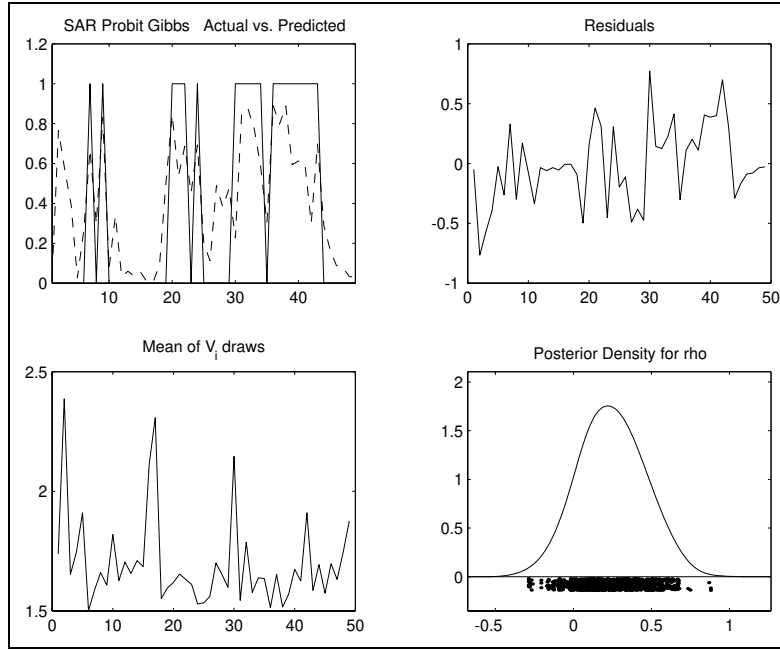 SAR Probit Gibbs Actual vs. Predicted
1.2
1
0.8
0.6
0.4
0.2
0
10 20 30 40
Residuals
1
0.5
0
-0.5
-1
0 10 20 30 40 50
Mean of V_i draws
2.5
2
1.5
0 10 20 30 40 50
Posterior Density for rho
2
1.5
1
0.5
0
-0.5 0 0.5 1